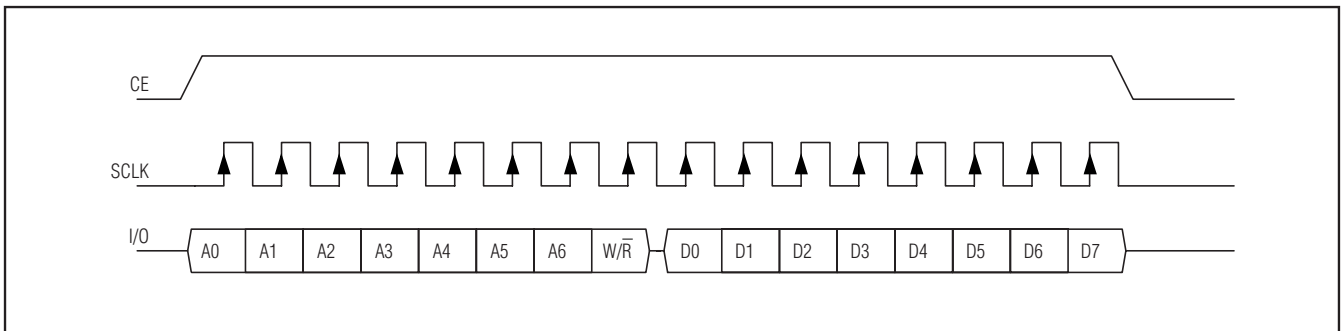 CE
SCLK
I/O A0 A1 A2 A3 A4 A5 A6 W/R̅ D0 D1 D2 D3 D4 D5 D6 D7